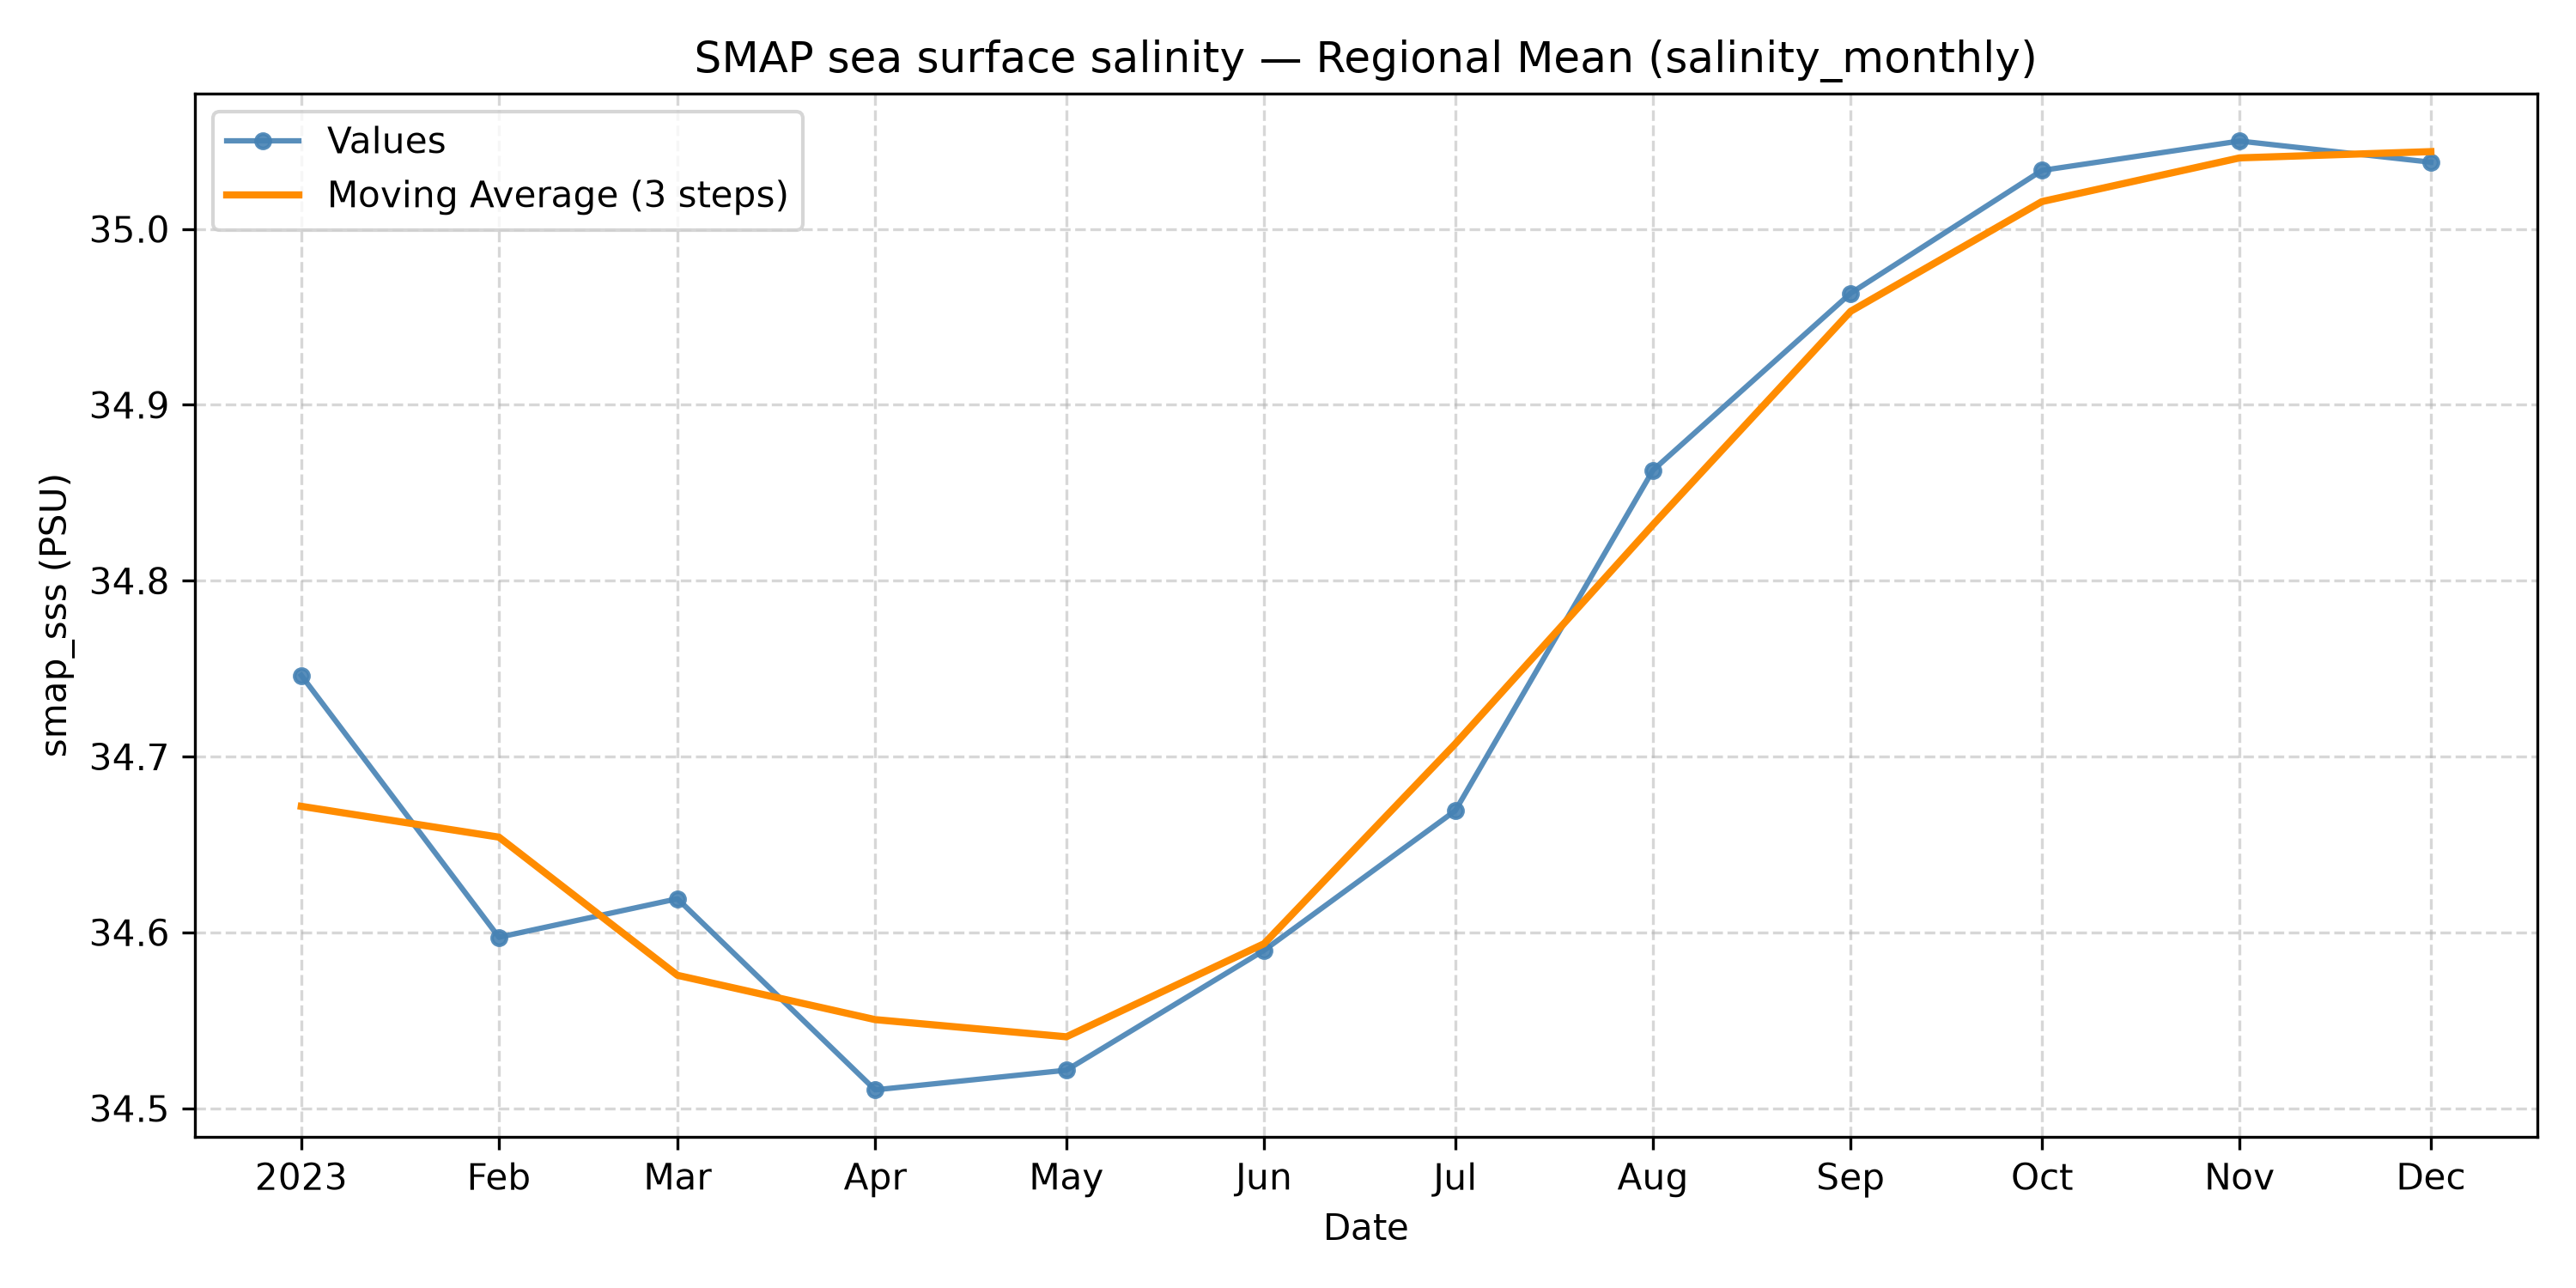 SMAP sea surface salinity — Regional Mean (salinity_monthly)
Values
Moving Average (3 steps)
35.0
34.9
34.8
34.7
34.6
34.5
smap_sss (PSU)
2023 Feb Mar Apr May Jun Jul Aug Sep Oct Nov Dec
Date